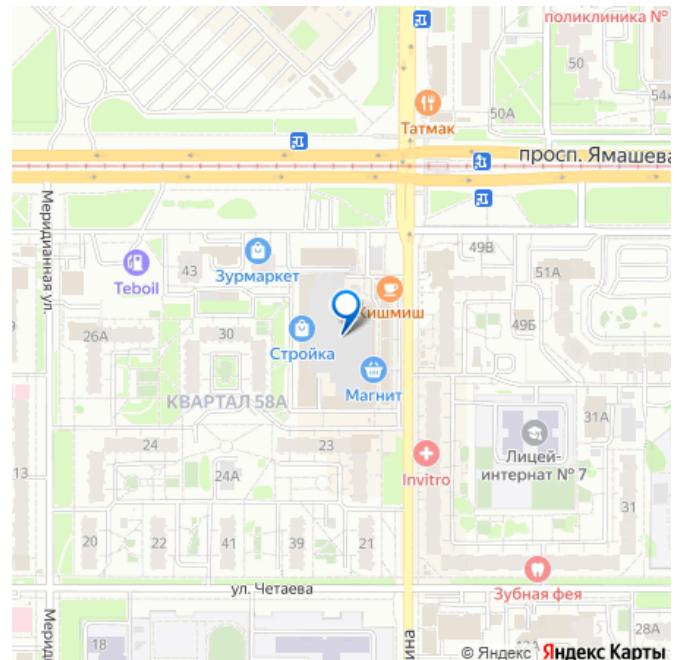 поликлиника №
50
54к
50А
Татмак
просп. Ямашева
Меридианная ул.
49В
51А
43
Зурмаркет
Teboil
Кишмиш
49Б
26А
30
Стройка
Магнит
КВАРТАЛ 58А
31А
24
23
Лицей-
интернат № 7
13
24А
Invitro
31
20
22
41
39
21
ул. Четаева
Зубная фея
18
28А
© Яндекс Яндекс Карты